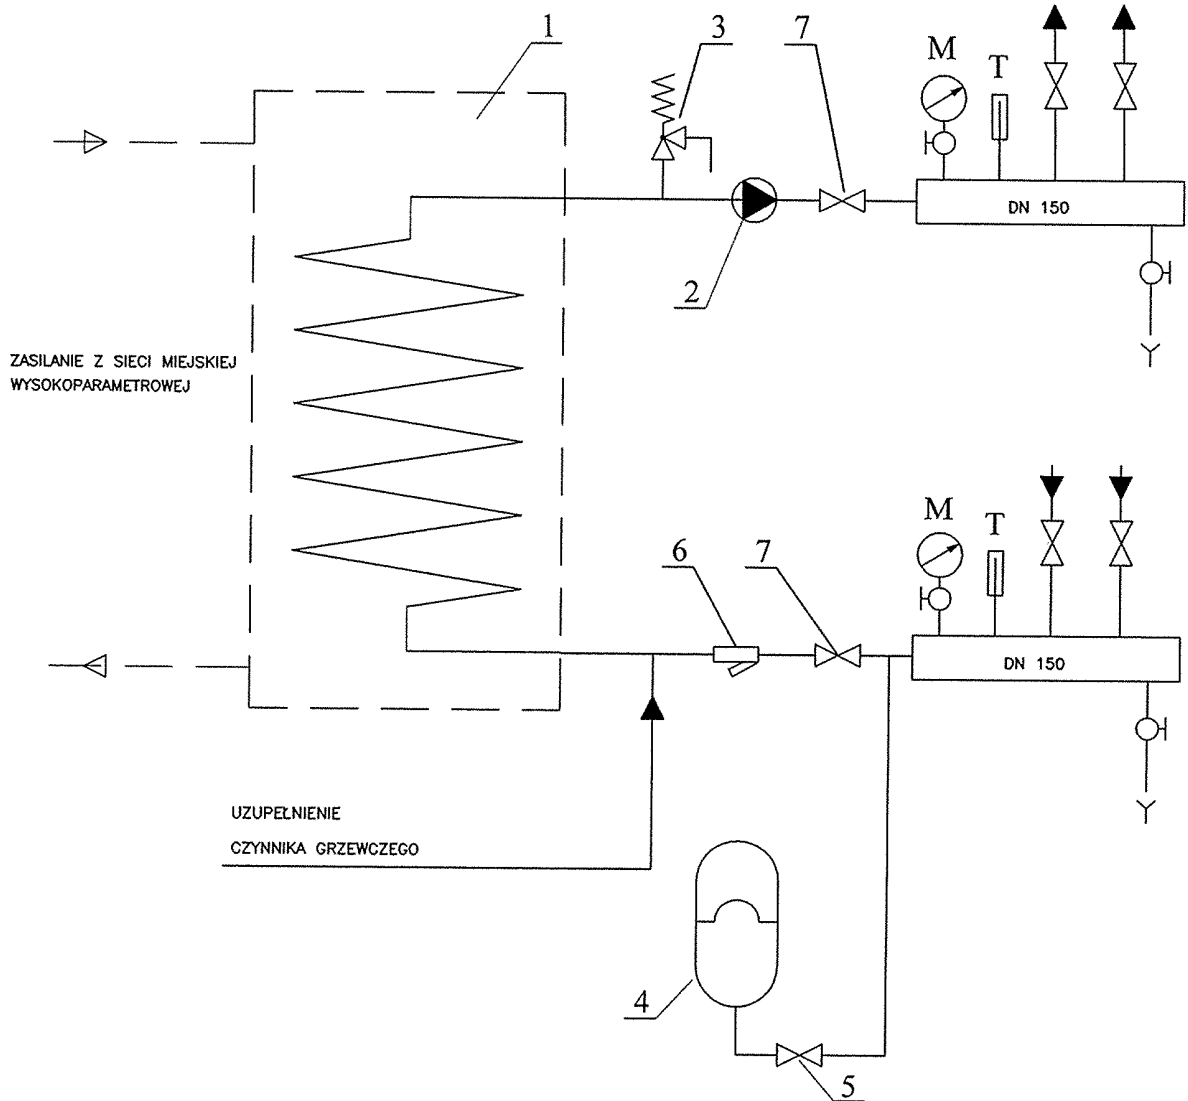 1
3
7
M
T
DN 150
2
ZASILANIE Z SIECI MIEJSKIEJ
WYSOKOPARAMETROWEJ
6
7
M
T
DN 150
UZUPEŁNIENIE
CZYNNIKA GRZEWCZEGO
4
5